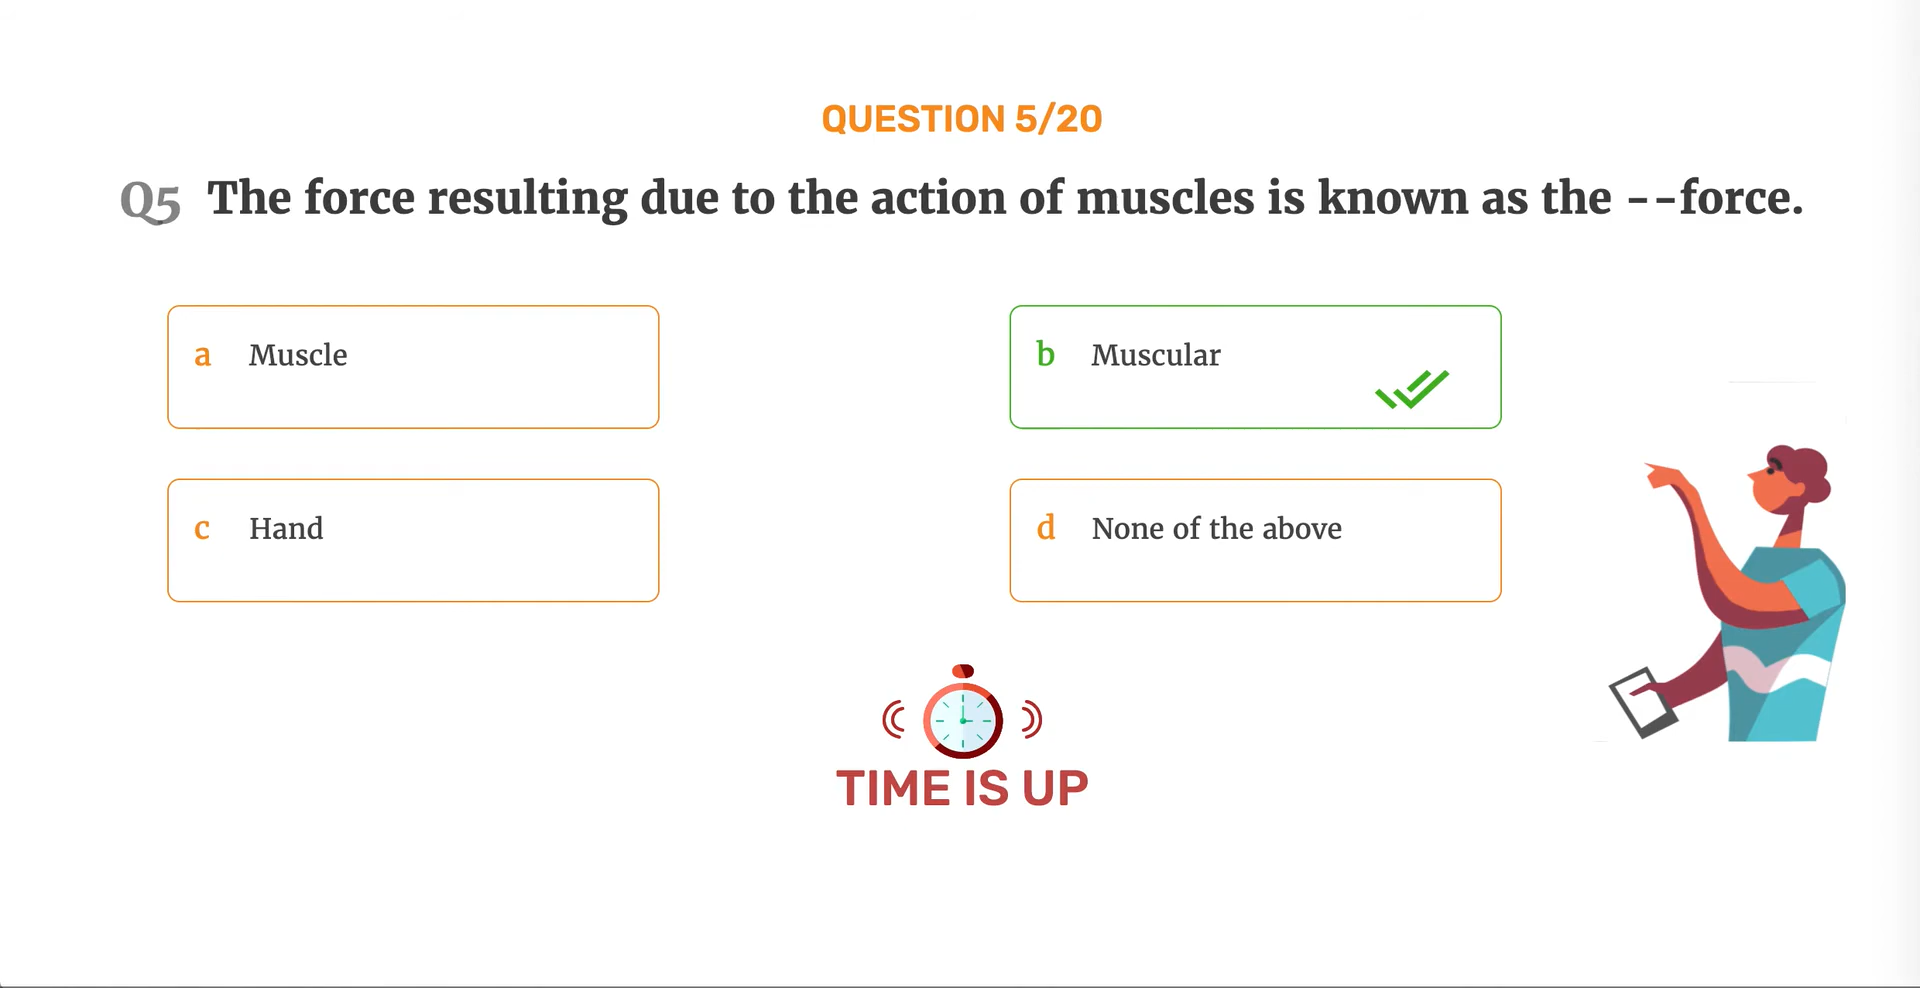 QUESTION 5/20
Q5 The force resulting due to the action of muscles is known as the --force.
a Muscle
b Muscular
c Hand
d None of the above
TIME IS UP